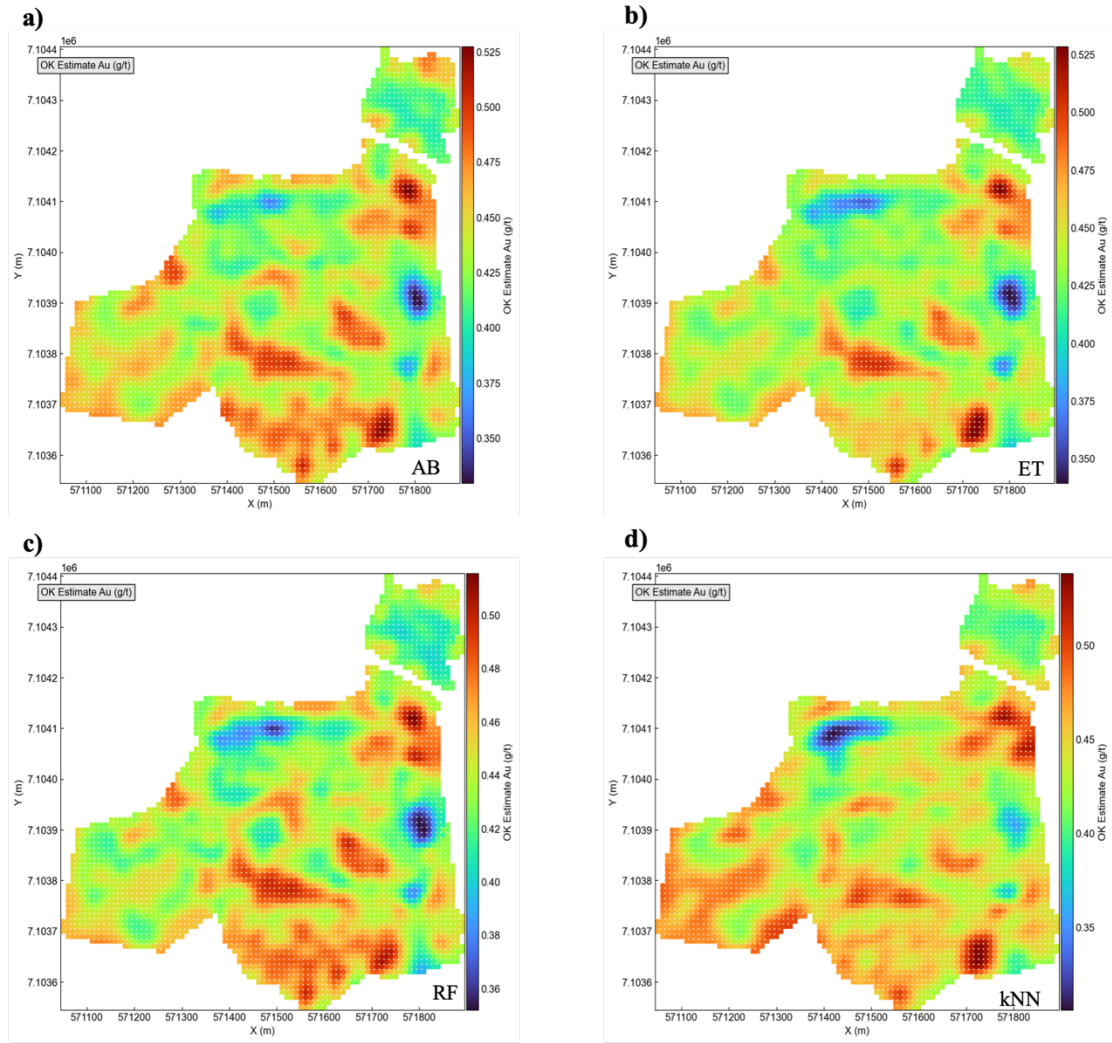 a)
1e6
OK Estimate Au (g/t)
7.1044
7.1043
7.1042
7.1041
7.1040
7.1039
7.1038
7.1037
7.1036
Y (m)
571100 571200 571300 571400 571500 571600 571700 571800
X (m)
0.525
0.500
0.475
0.450
0.425
0.400
0.375
0.350
OK Estimate Au (g/t)
AB
b)
1e6
OK Estimate Au (g/t)
7.1044
7.1043
7.1042
7.1041
7.1040
7.1039
7.1038
7.1037
7.1036
Y (m)
571100 571200 571300 571400 571500 571600 571700 571800
X (m)
0.525
0.500
0.475
0.450
0.425
0.400
0.375
0.350
OK Estimate Au (g/t)
ET
c)
1e6
OK Estimate Au (g/t)
7.1044
7.1043
7.1042
7.1041
7.1040
7.1039
7.1038
7.1037
7.1036
Y (m)
571100 571200 571300 571400 571500 571600 571700 571800
X (m)
0.50
0.48
0.46
0.44
0.42
0.40
0.38
0.36
OK Estimate Au (g/t)
RF
d)
1e6
OK Estimate Au (g/t)
7.1044
7.1043
7.1042
7.1041
7.1040
7.1039
7.1038
7.1037
7.1036
Y (m)
571100 571200 571300 571400 571500 571600 571700 571800
X (m)
0.50
0.45
0.40
0.35
OK Estimate Au (g/t)
kNN